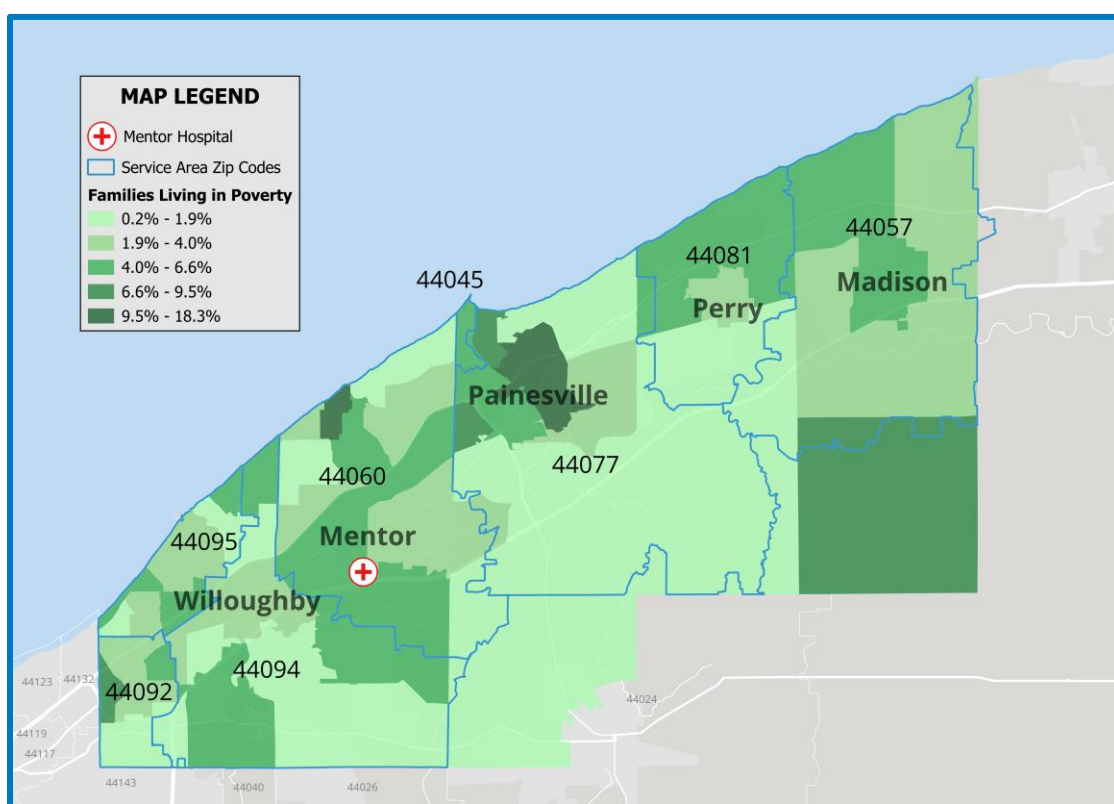 MAP LEGEND
Mentor Hospital
Service Area Zip Codes
Families Living in Poverty
0.2% - 1.9%
1.9% - 4.0%
4.0% - 6.6%
6.6% - 9.5%
9.5% - 18.3%
44057
44081
44045
Madison
Perry
Painesville
44077
44060
Mentor
44095
Willoughby
44094
44092
44123
44132
44024
44119
44117
44143
44040
44026